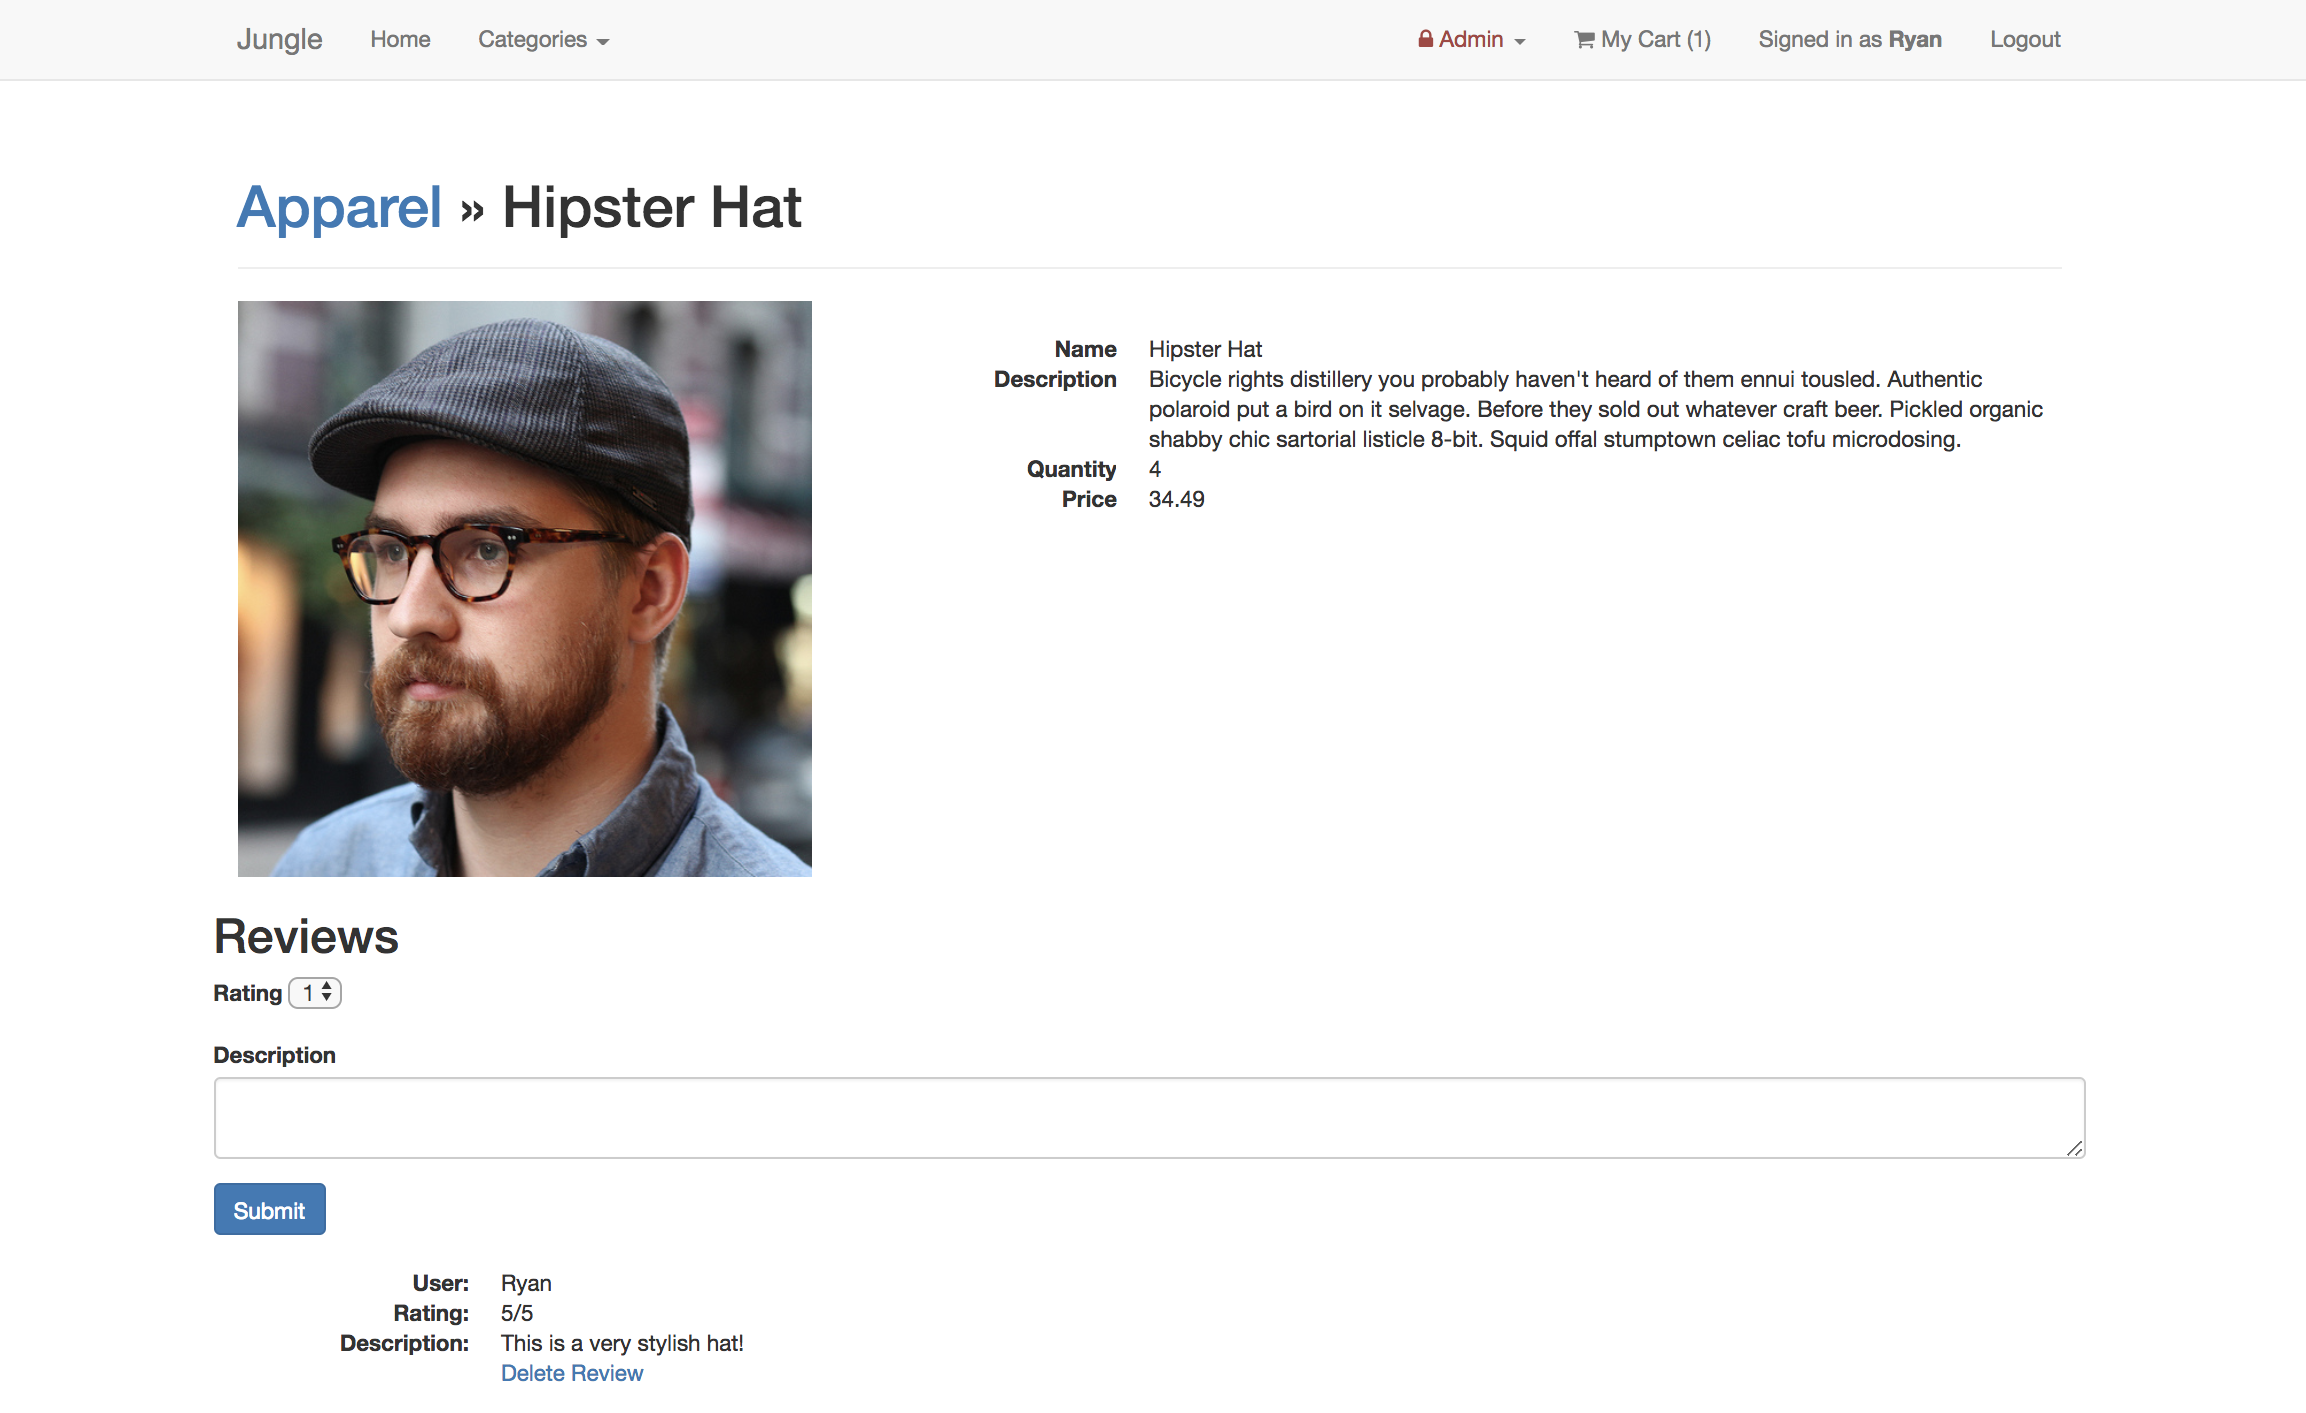 Jungle Home Categories Admin My Cart (1) Signed in as Ryan Logout
Apparel » Hipster Hat
Name Hipster Hat
Description Bicycle rights distillery you probably haven't heard of them ennui tousled. Authentic
polaroid put a bird on it selvage. Before they sold out whatever craft beer. Pickled organic
shabby chic sartorial listicle 8-bit. Squid offal stumptown celiac tofu microdosing.
Quantity 4
Price 34.49
Reviews
Rating 1
Description
Submit
User: Ryan
Rating: 5/5
Description: This is a very stylish hat!
Delete Review